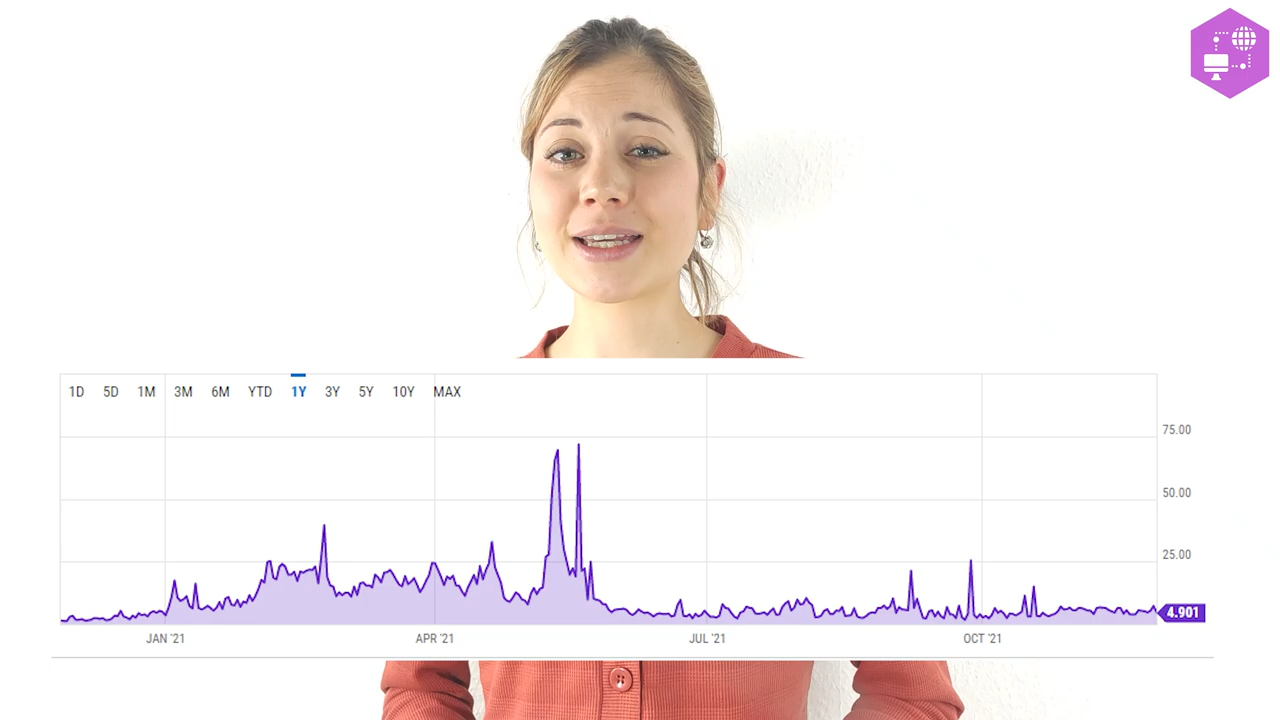 1D 5D 1M 3M 6M YTD 1Y 3Y 5Y 10Y MAX
75.00
50.00
25.00
4.901
JAN '21 APR '21 JUL '21 OCT '21